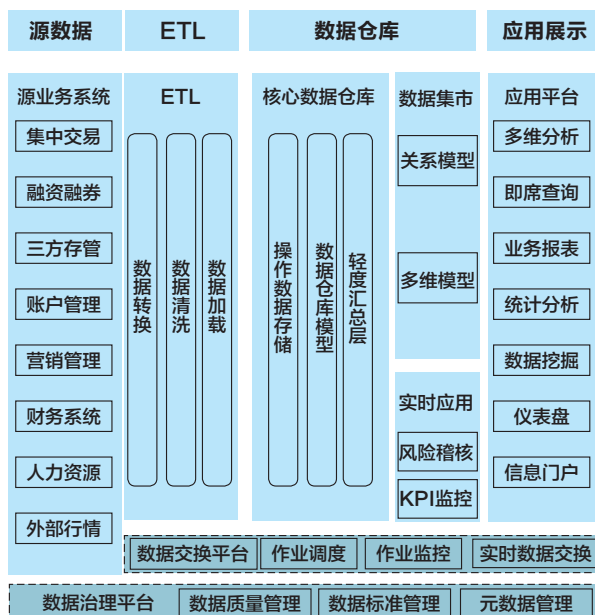 源数据
ETL
数据仓库
应用展示
源业务系统
集中交易
融资融券
三方存管
账户管理
营销管理
财务系统
人力资源
外部行情
ETL
数据转换
数据清洗
数据加载
核心数据仓库
操作数据存储
数据仓库模型
轻度汇总层
数据集市
关系模型
多维模型
实时应用
风险稽核
KPI监控
应用平台
多维分析
即席查询
业务报表
统计分析
数据挖掘
仪表盘
信息门户
数据交换平台
作业调度
作业监控
实时数据交换
数据治理平台
数据质量管理
数据标准管理
元数据管理